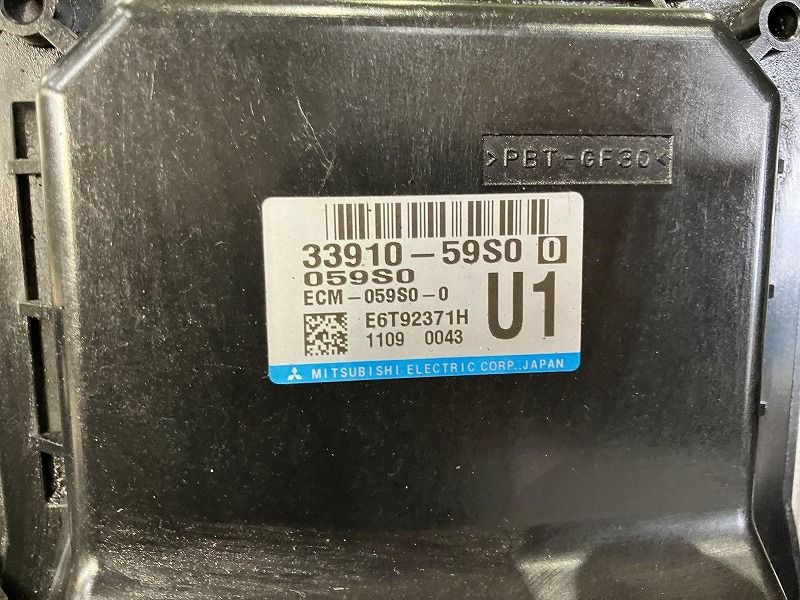 >PBT-GF30<
33910-59S0 0
059S0
ECM-059S0-0
U1
E6T92371H
1109 0043
MITSUBISHI ELECTRIC CORP., JAPAN